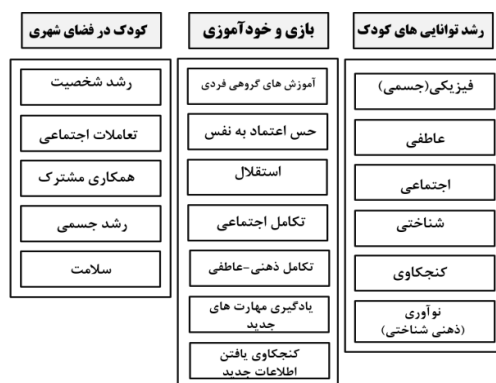 رشد توانایی های کودک
فیزیکی(جسمی)
عاطفی
اجتماعی
شناختی
کنجکاوی
نوآوری
(ذهنی شناختی)
بازی و خودآموزی
آموزش های گروهی فردی
حس اعتماد به نفس
استقلال
تکامل اجتماعی
تکامل ذهنی-عاطفی
یادگیری مهارت های
جدید
کنجکاوی یافتن
اطلاعات جدید
کودک در فضای شهری
رشد شخصیت
تعاملات اجتماعی
همکاری مشترک
رشد جسمی
سلامت